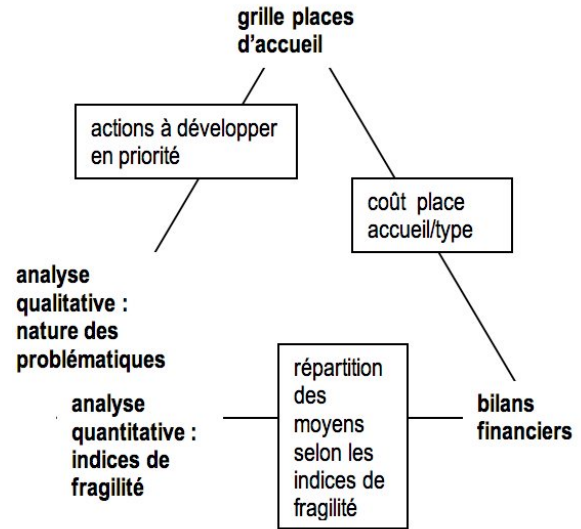 grille places
d’accueil
actions à développer
en priorité
coût place
accueil/type
analyse
qualitative :
nature des
problématiques
analyse
quantitative :
indices de
fragilité
répartition
des
moyens
selon les
indices de
fragilité
bilans
financiers